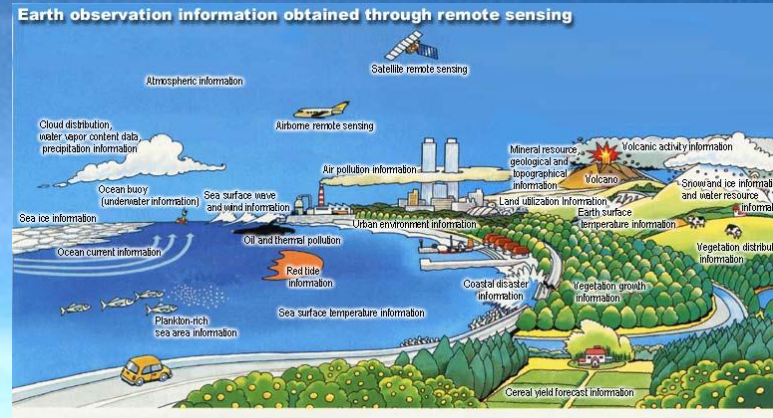 Earth observation information obtained through remote sensing
Satellite remote sensing
Atmospheric information
Airborne remote sensing
Cloud distribution,
water vapor content data,
precipitation information
Air pollution information
Mineral resource,
geological and
topographical
information
Volcanic activity information
Volcano
Ocean buoy
(underwater information)
Sea surface wave
and wind information
Land utilization Information
Snow and ice informati
and water resource
informat
Sea ice information
Urban environment information
Earth surface
temperature information
Ocean current information
Oil and thermal pollution
Vegetation distribut
information
Red tide
information
Coastal disaster
information
Vegetation growth
information
Plankton-rich
sea area information
Sea surface temperature information
Cereal yield forecast information